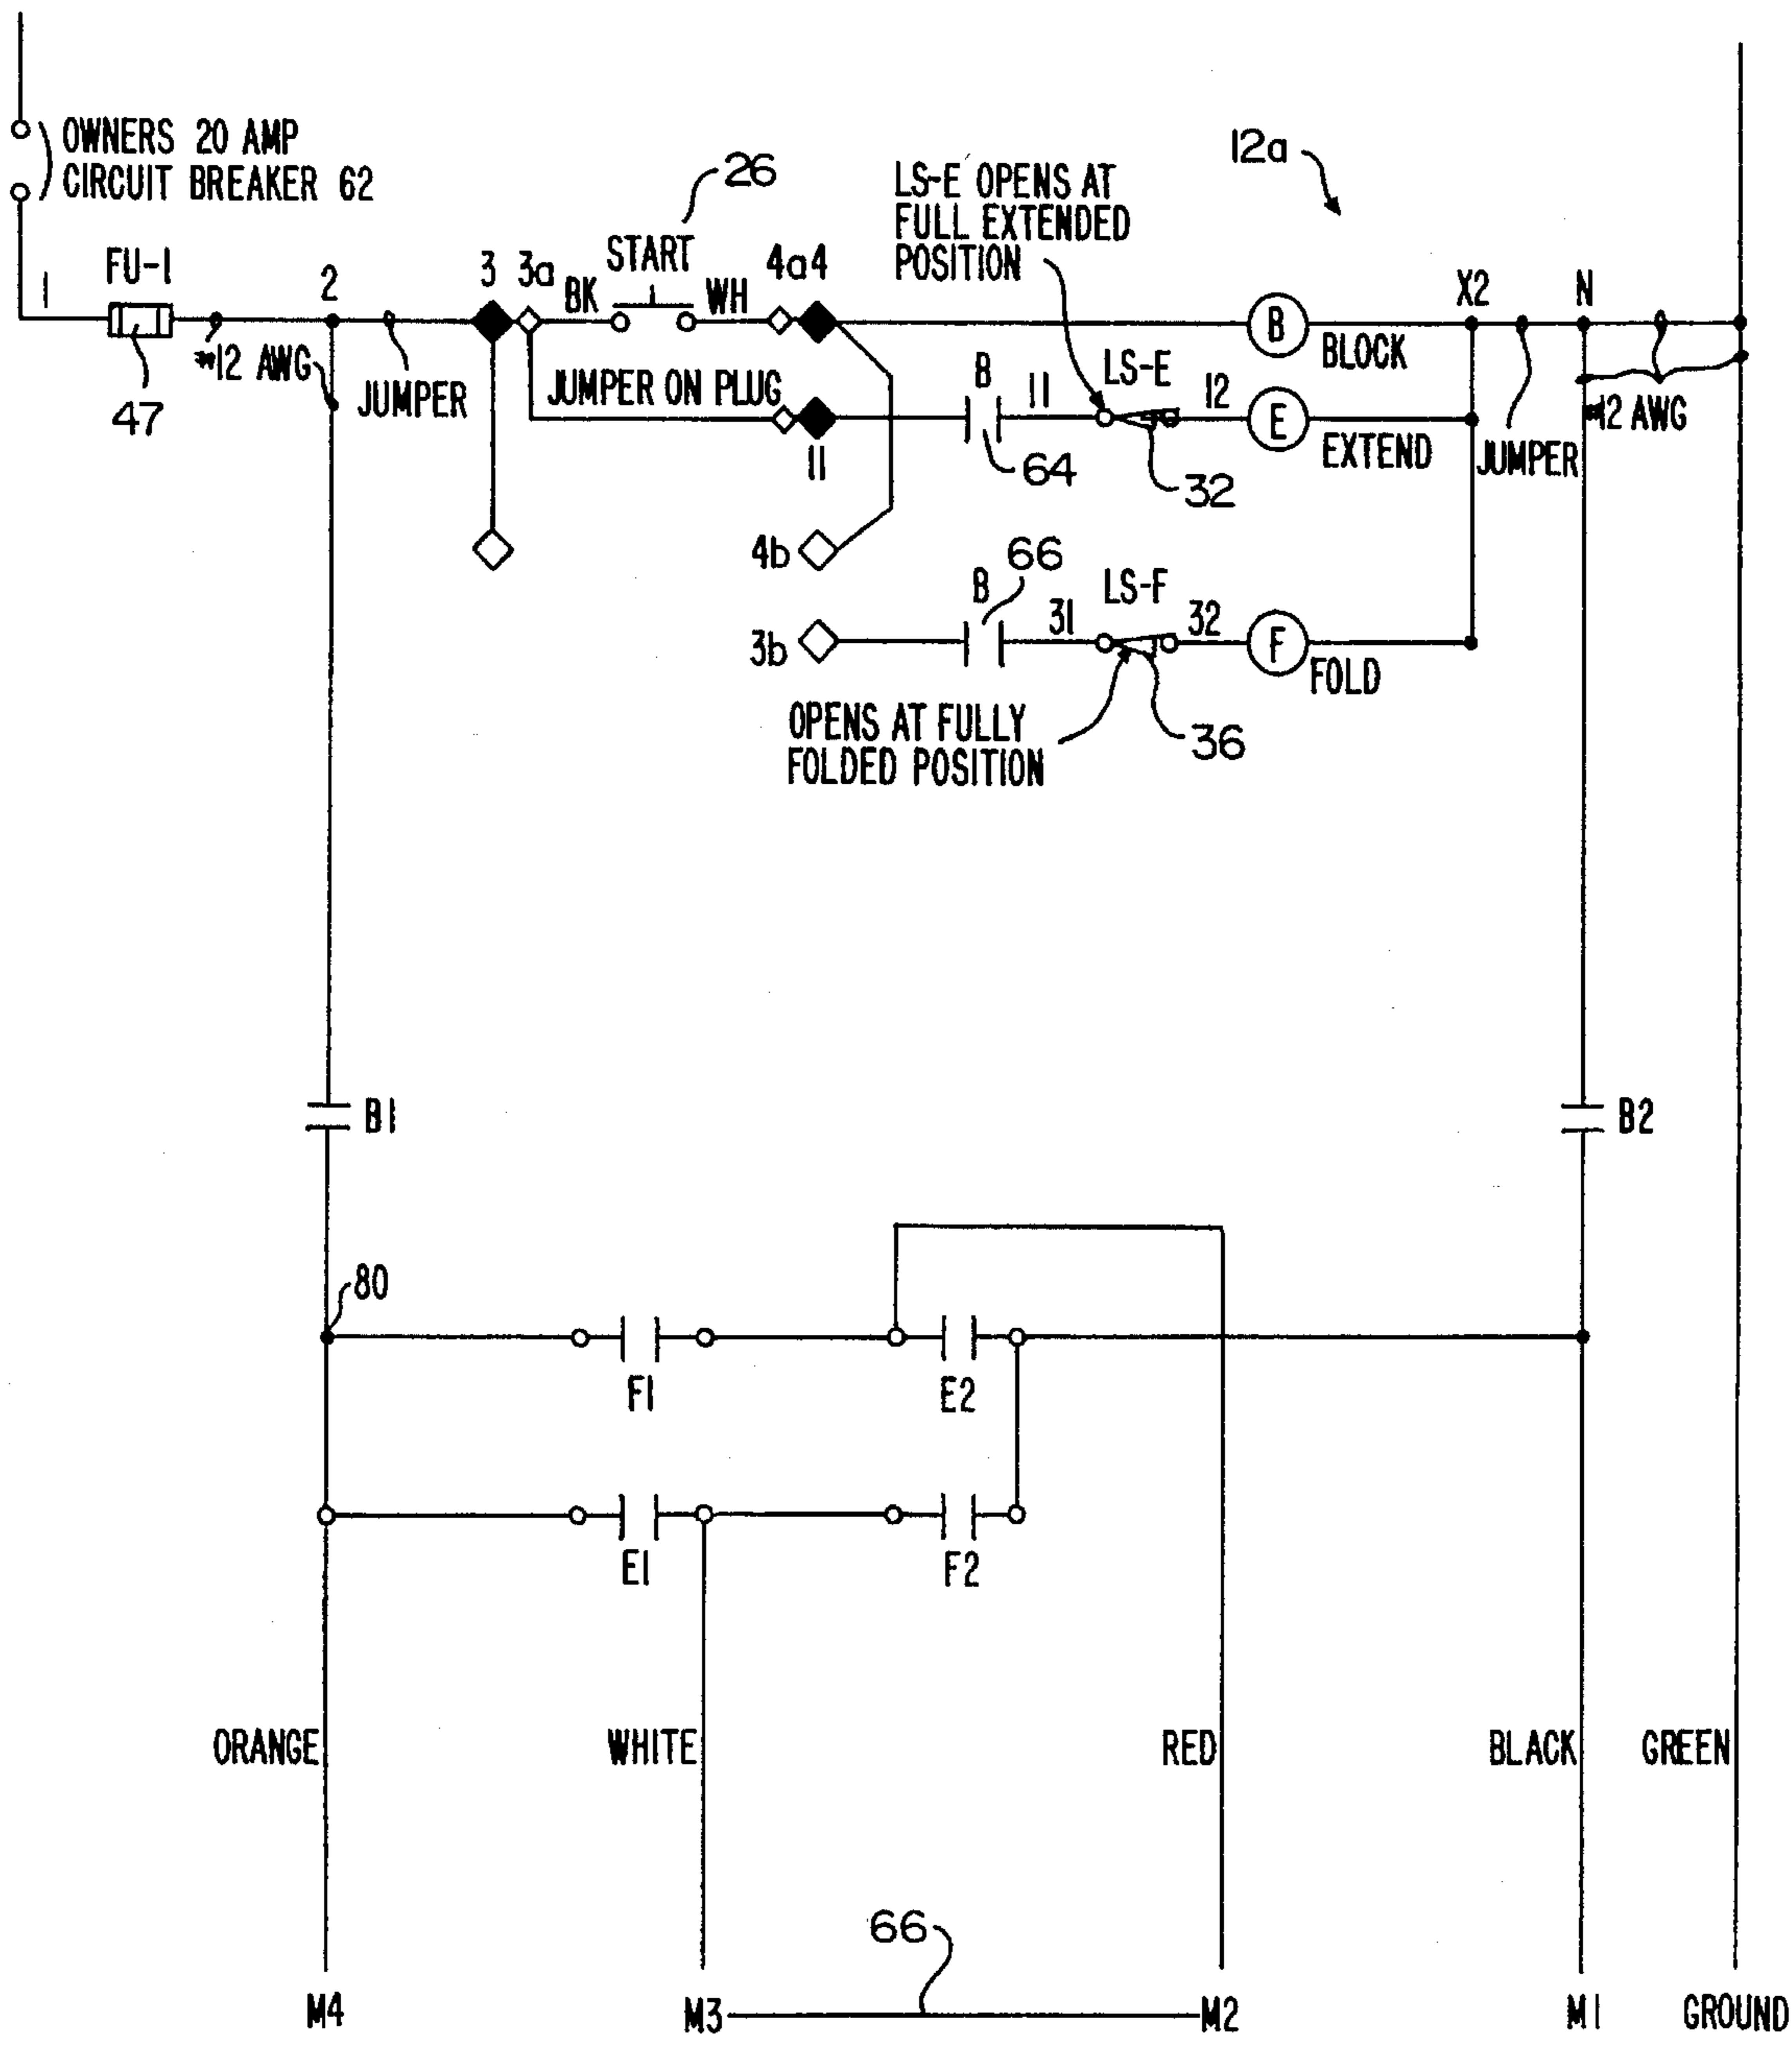 OWNERS 20 AMP
CIRCUIT BREAKER 62
26
12a
LS-E OPENS AT
FULL EXTENDED
POSITION
1
FU-1
2
3
3a
BK
START
WH
4a4
X2
N
B
BLOCK
#12 AWG
JUMPER
47
JUMPER ON PLUG
11
B
11
LS-E
12
E
EXTEND
JUMPER
#12 AWG
64
32
4b
66
3b
B
31
LS-F
32
F
FOLD
OPENS AT FULLY
FOLDED POSITION
36
B1
B2
80
F1
E2
E1
F2
ORANGE
WHITE
RED
BLACK
GREEN
66
M4
M3
M2
M1
GROUND